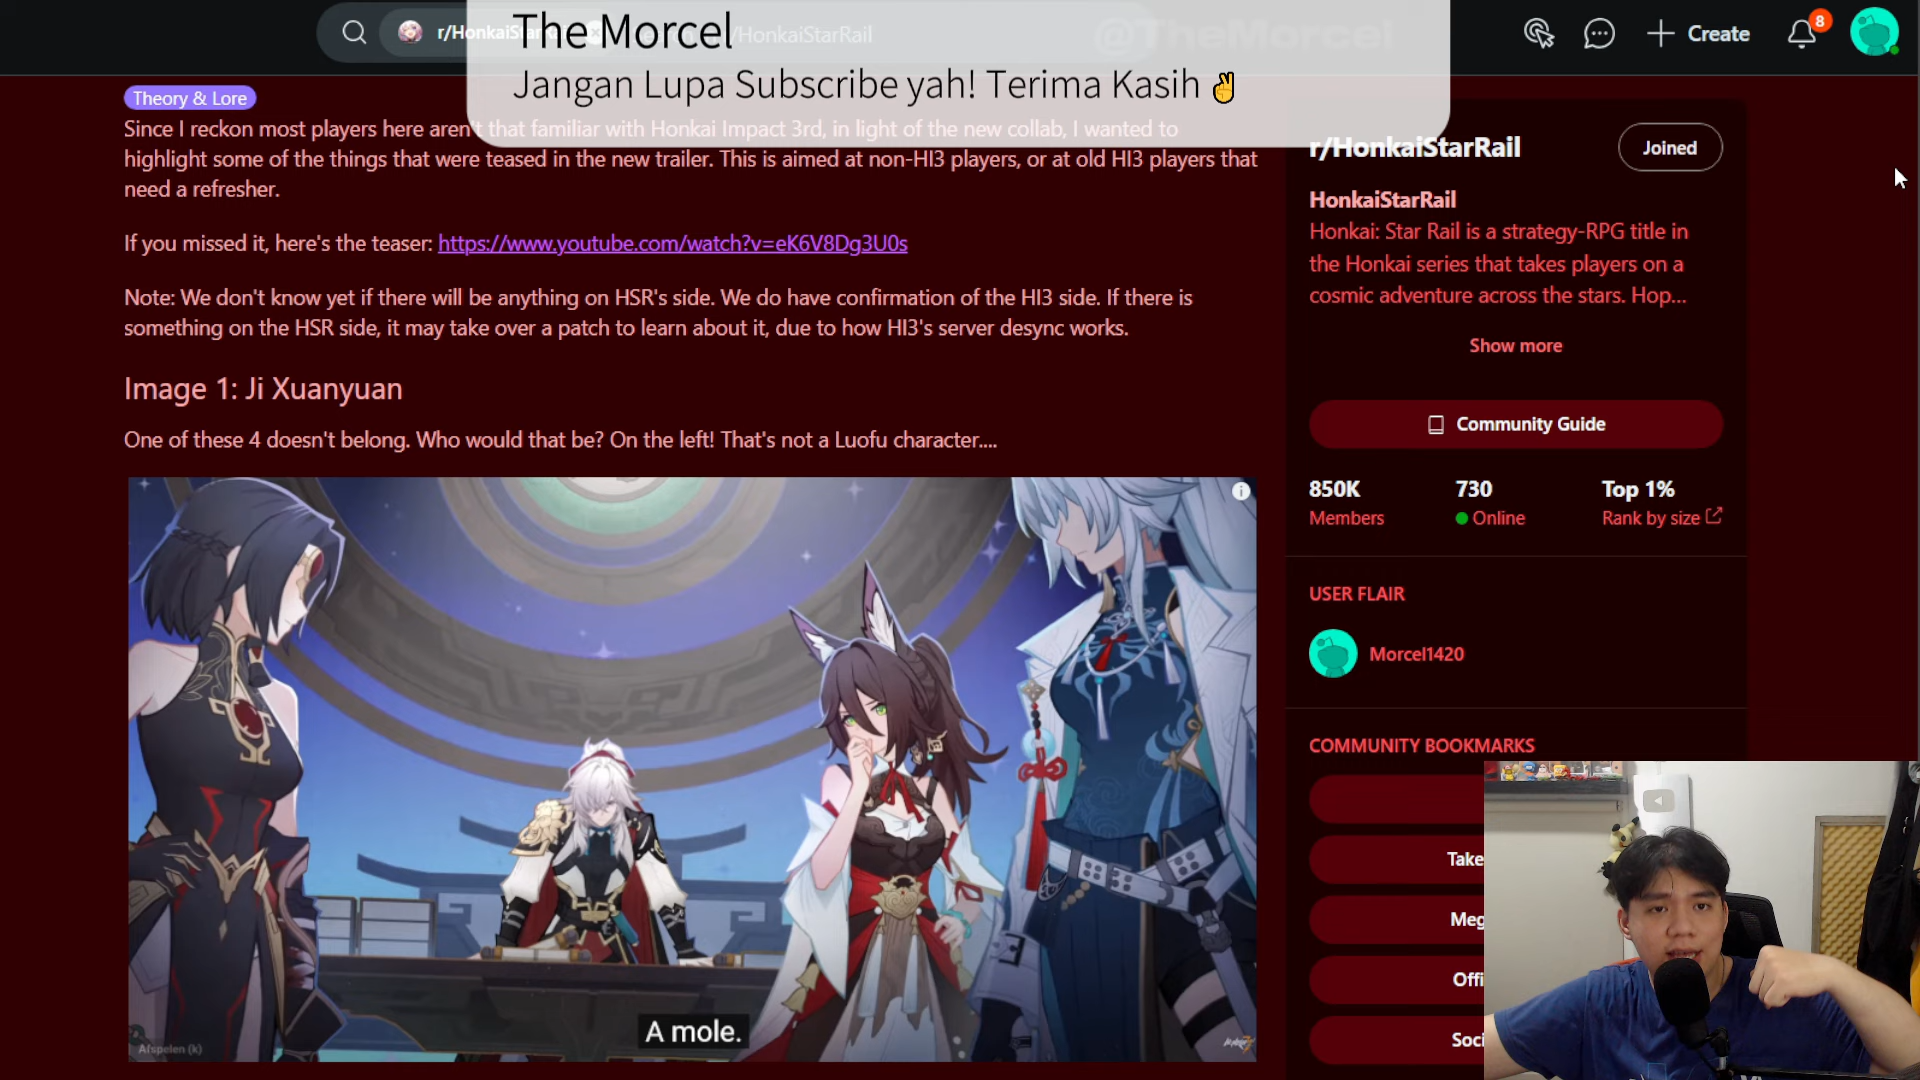 r/HonkaiStar
r/HonkaiStarRail
@TheMorcel
Create
8
The Morcel
Jangan Lupa Subscribe yah! Terima Kasih ✌
Theory & Lore
Since I reckon most players here aren't that familiar with Honkai Impact 3rd, in light of the new collab, I wanted to
highlight some of the things that were teased in the new trailer. This is aimed at non-HI3 players, or at old HI3 players that
need a refresher.
If you missed it, here's the teaser: https://www.youtube.com/watch?v=eK6V8Dg3U0s
Note: We don't know yet if there will be anything on HSR's side. We do have confirmation of the HI3 side. If there is
something on the HSR side, it may take over a patch to learn about it, due to how HI3's server desync works.
Image 1: Ji Xuanyuan
One of these 4 doesn't belong. Who would that be? On the left! That's not a Luofu character....
A mole.
Afspelen (k)
r/HonkaiStarRail
Joined
HonkaiStarRail
Honkai: Star Rail is a strategy-RPG title in
the Honkai series that takes players on a
cosmic adventure across the stars. Hop...
Show more
Community Guide
850K
Members
730
Online
Top 1%
Rank by size
USER FLAIR
Morcel1420
COMMUNITY BOOKMARKS
Take
Meg
Offi
Soci